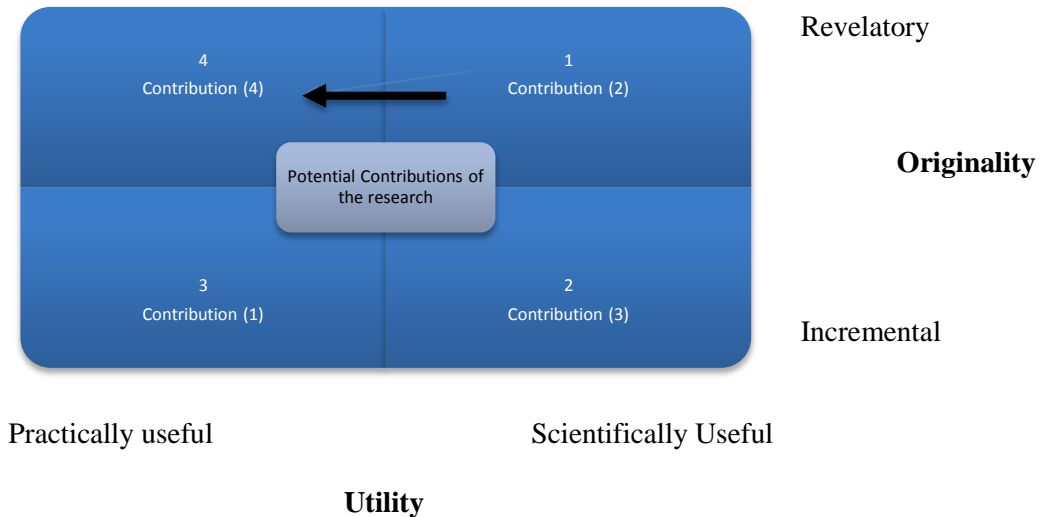 Revelatory
4
Contribution (4)
1
Contribution (2)
Originality
Potential Contributions of
the research
3
Contribution (1)
2
Contribution (3)
Incremental
Practically useful
Scientifically Useful
Utility